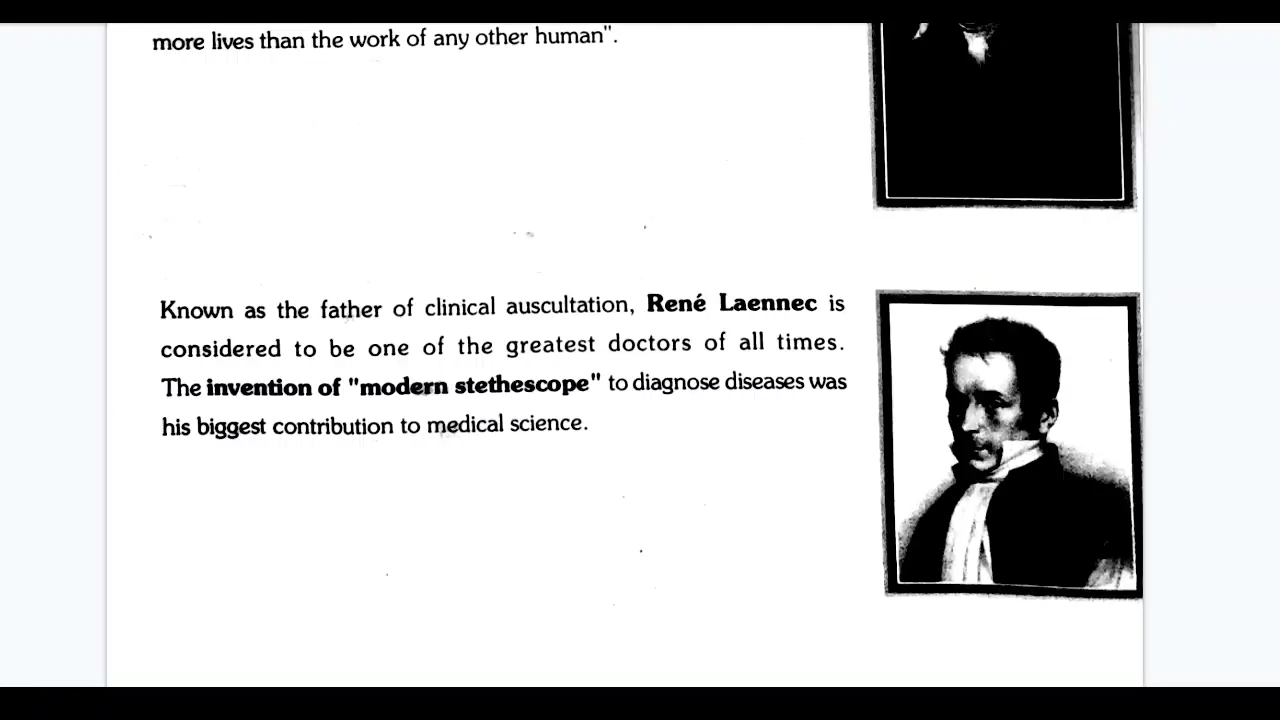 more lives than the work of any other human".
Known as the father of clinical auscultation, René Laennec is
considered to be one of the greatest doctors of all times.
The invention of "modern stethescope" to diagnose diseases was
his biggest contribution to medical science.